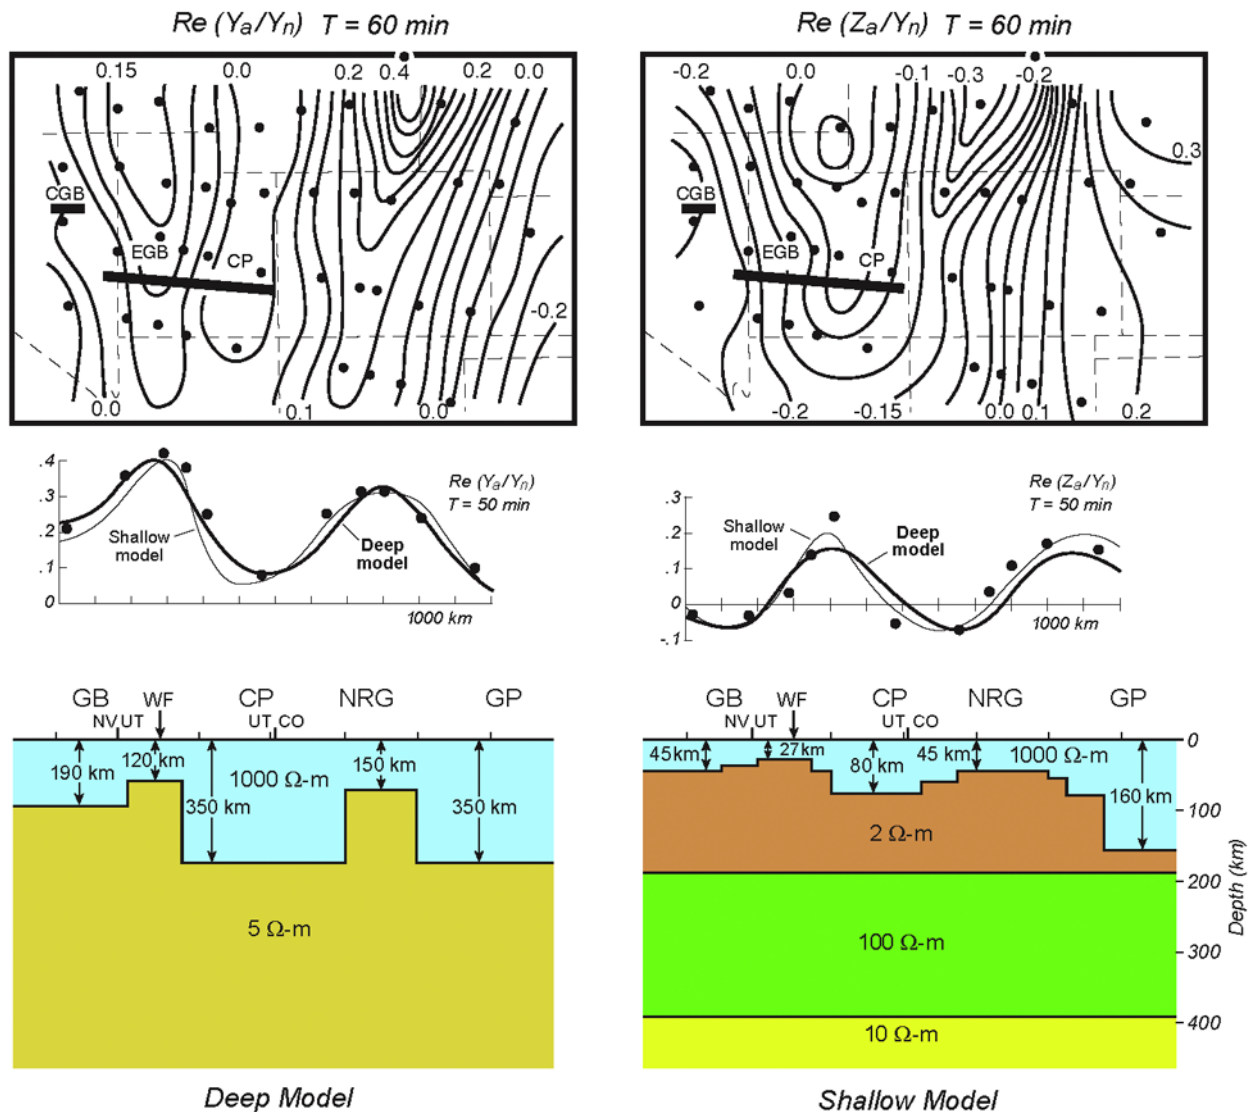 Re (Ya/Yn) T = 60 min
Re (Za/Yn) T = 60 min
0.15 0.0 0.2 0.4 0.2 0.0
CGB
EGB
CP
-0.2
0.0 0.1 0.0
-0.2 0.0 -0.1 -0.3 -0.2
0.3
CGB
EGB
CP
-0.2 -0.15 0.0 0.1 0.2
.4
.3
.2
.1
0
Re (Ya/Yn)
T = 50 min
Shallow
model
Deep
model
1000 km
.3
.2
.1
0
-.1
Re (Za/Yn)
T = 50 min
Shallow
model
Deep
model
1000 km
GB WF CP NRG GP
NV UT UT CO
190 km
120 km
350 km
1000 Ω-m
150 km
350 km
5 Ω-m
Deep Model
GB WF CP NRG GP
NV UT UT CO
45km
27 km
80 km
45 km
1000 Ω-m
160 km
2 Ω-m
100 Ω-m
10 Ω-m
0
100
200
300
400
Depth (km)
Shallow Model